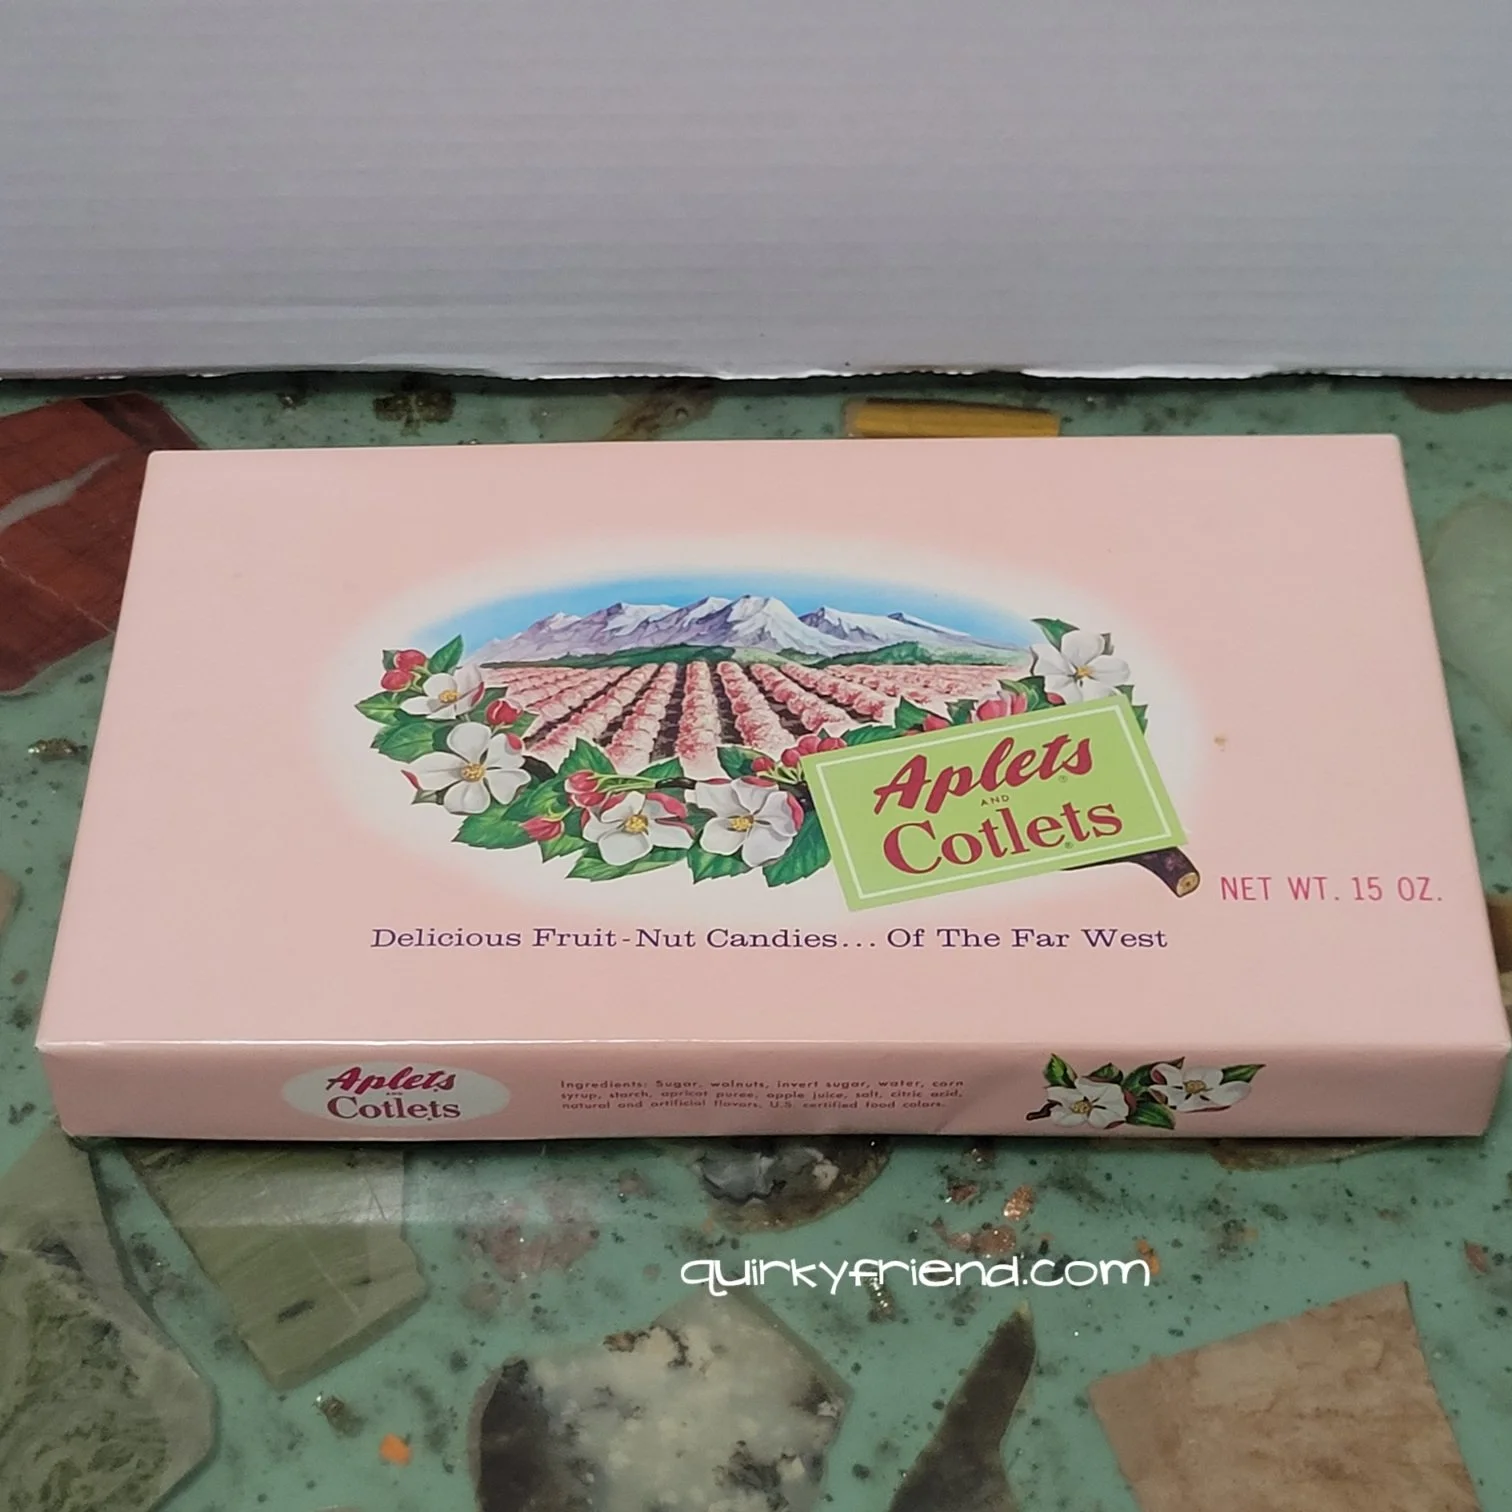 Aplets®
AND
Cotlets®
NET WT. 15 OZ.
Delicious Fruit-Nut Candies... Of The Far West
Aplets
AND
Cotlets
Ingredients: Sugar, walnuts, invert sugar, water, corn
syrup, starch, apricot puree, apple juice, salt, citric acid,
natural and artificial flavors, U.S. certified food colors.
quirkyfriend.com